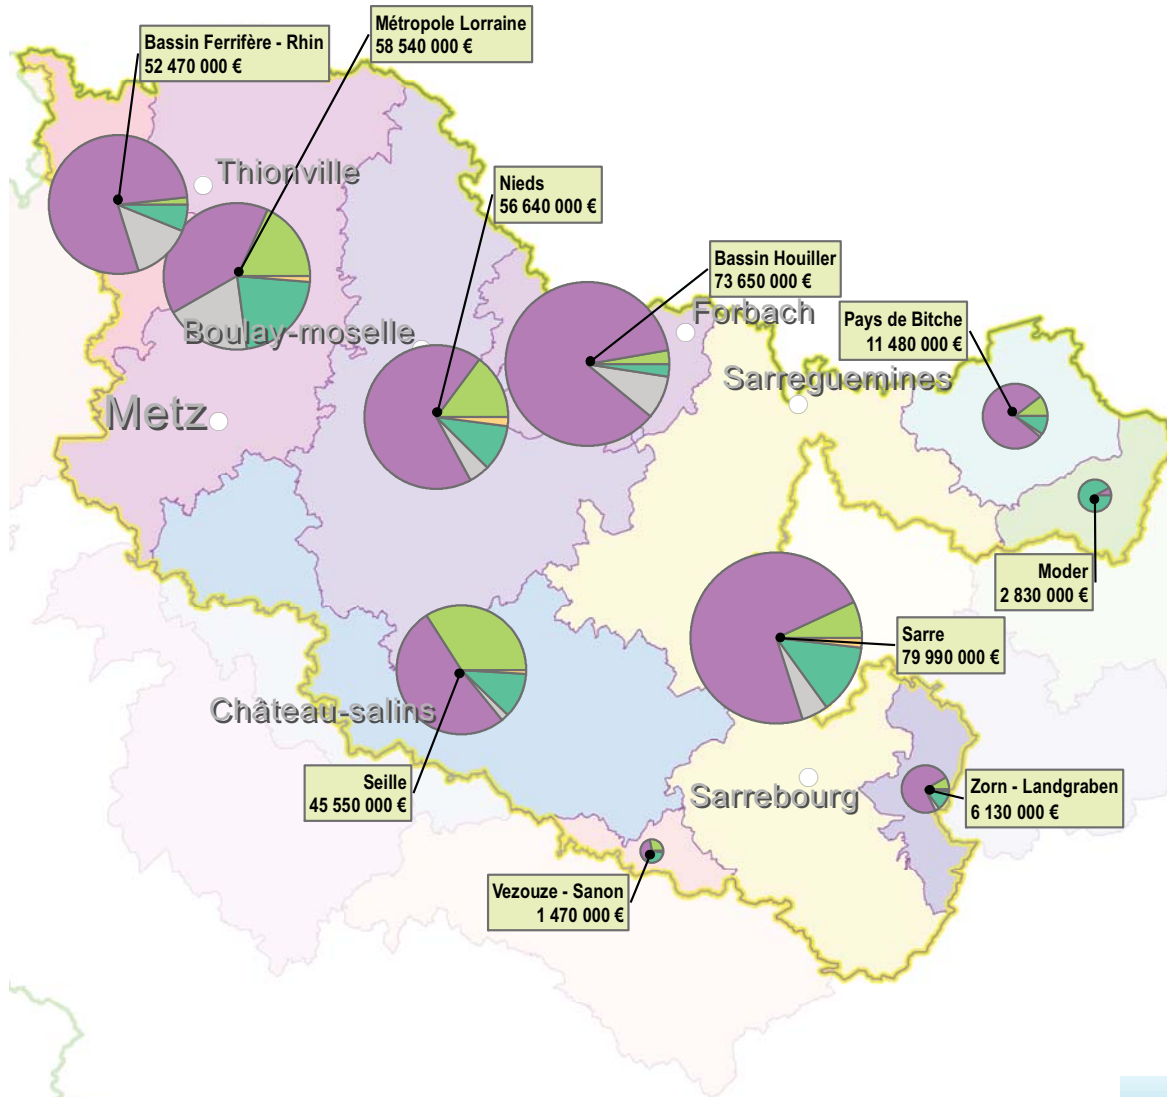 Métropole Lorraine
58 540 000 €
Bassin Ferrifère - Rhin
52 470 000 €
Thionville
Nieds
56 640 000 €
Bassin Houiller
73 650 000 €
Forbach
Pays de Bitche
11 480 000 €
Boulay-moselle
Sarreguemines
Metz
Moder
2 830 000 €
Sarre
79 990 000 €
Château-salins
Seille
45 550 000 €
Sarrebourg
Zorn - Landgraben
6 130 000 €
Vezouze - Sanon
1 470 000 €